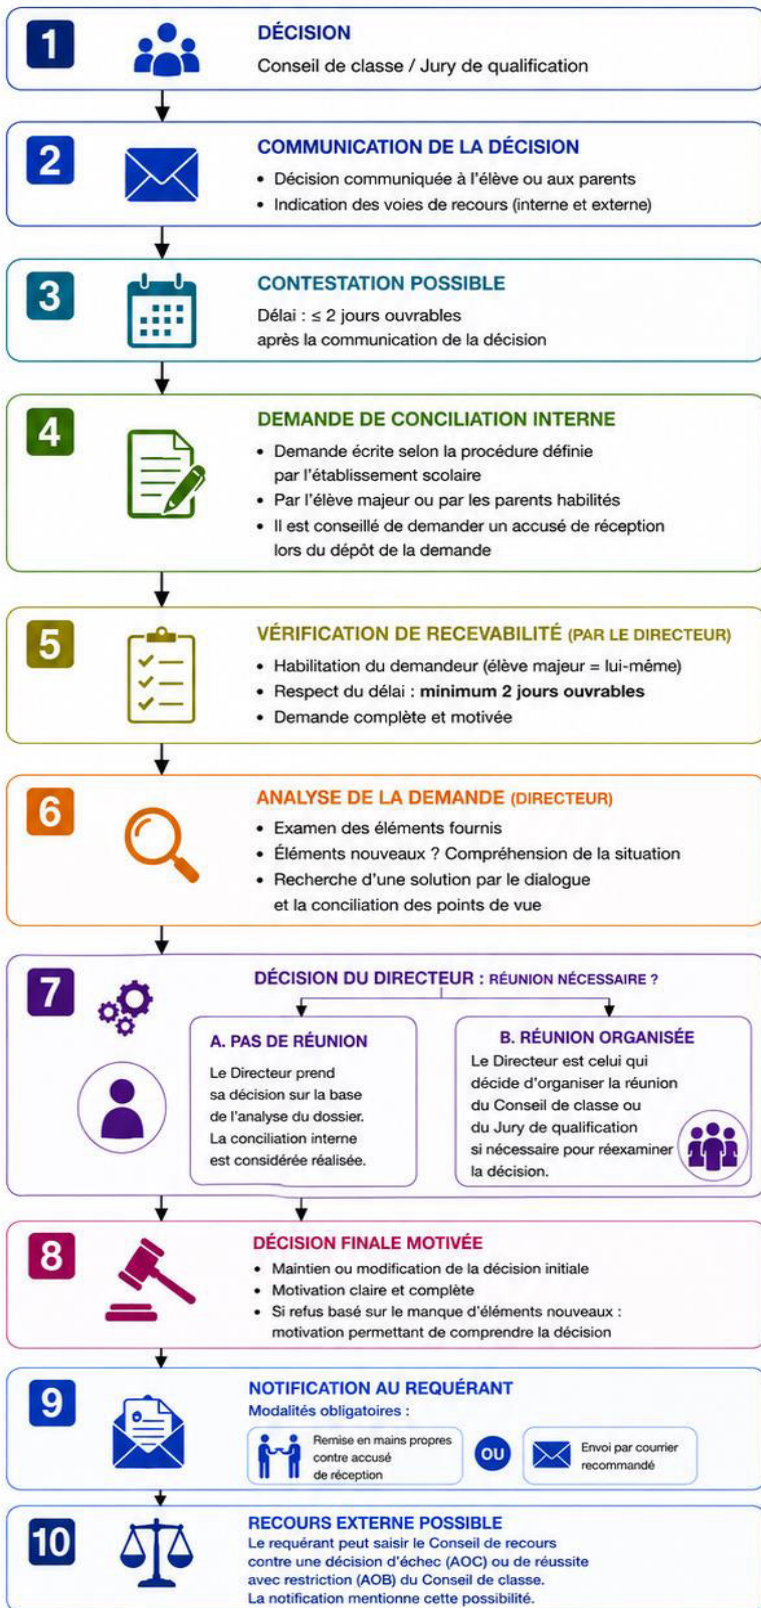 1
DÉCISION
Conseil de classe / Jury de qualification
2
COMMUNICATION DE LA DÉCISION
• Décision communiquée à l'élève ou aux parents
• Indication des voies de recours (interne et externe)
3
CONTESTATION POSSIBLE
Délai : ≤ 2 jours ouvrables
après la communication de la décision
4
DEMANDE DE CONCILIATION INTERNE
• Demande écrite selon la procédure définie
par l'établissement scolaire
• Par l'élève majeur ou par les parents habilités
• Il est conseillé de demander un accusé de réception
lors du dépôt de la demande
5
VÉRIFICATION DE RECEVABILITÉ (PAR LE DIRECTEUR)
• Habilitation du demandeur (élève majeur = lui-même)
• Respect du délai : minimum 2 jours ouvrables
• Demande complète et motivée
6
ANALYSE DE LA DEMANDE (DIRECTEUR)
• Examen des éléments fournis
• Éléments nouveaux ? Compréhension de la situation
• Recherche d'une solution par le dialogue
et la conciliation des points de vue
7
DÉCISION DU DIRECTEUR : RÉUNION NÉCESSAIRE ?
A. PAS DE RÉUNION
Le Directeur prend
sa décision sur la base
de l'analyse du dossier.
La conciliation interne
est considérée réalisée.
B. RÉUNION ORGANISÉE
Le Directeur est celui qui
décide d'organiser la réunion
du Conseil de classe ou
du Jury de qualification
si nécessaire pour réexaminer
la décision.
8
DÉCISION FINALE MOTIVÉE
• Maintien ou modification de la décision initiale
• Motivation claire et complète
• Si refus basé sur le manque d'éléments nouveaux :
motivation permettant de comprendre la décision
9
NOTIFICATION AU REQUÉRANT
Modalités obligatoires :
Remise en mains propres
contre accusé
de réception
OU
Envoi par courrier
recommandé
10
RECOURS EXTERNE POSSIBLE
Le requérant peut saisir le Conseil de recours
contre une décision d'échec (AOC) ou de réussite
avec restriction (AOB) du Conseil de classe.
La notification mentionne cette possibilité.